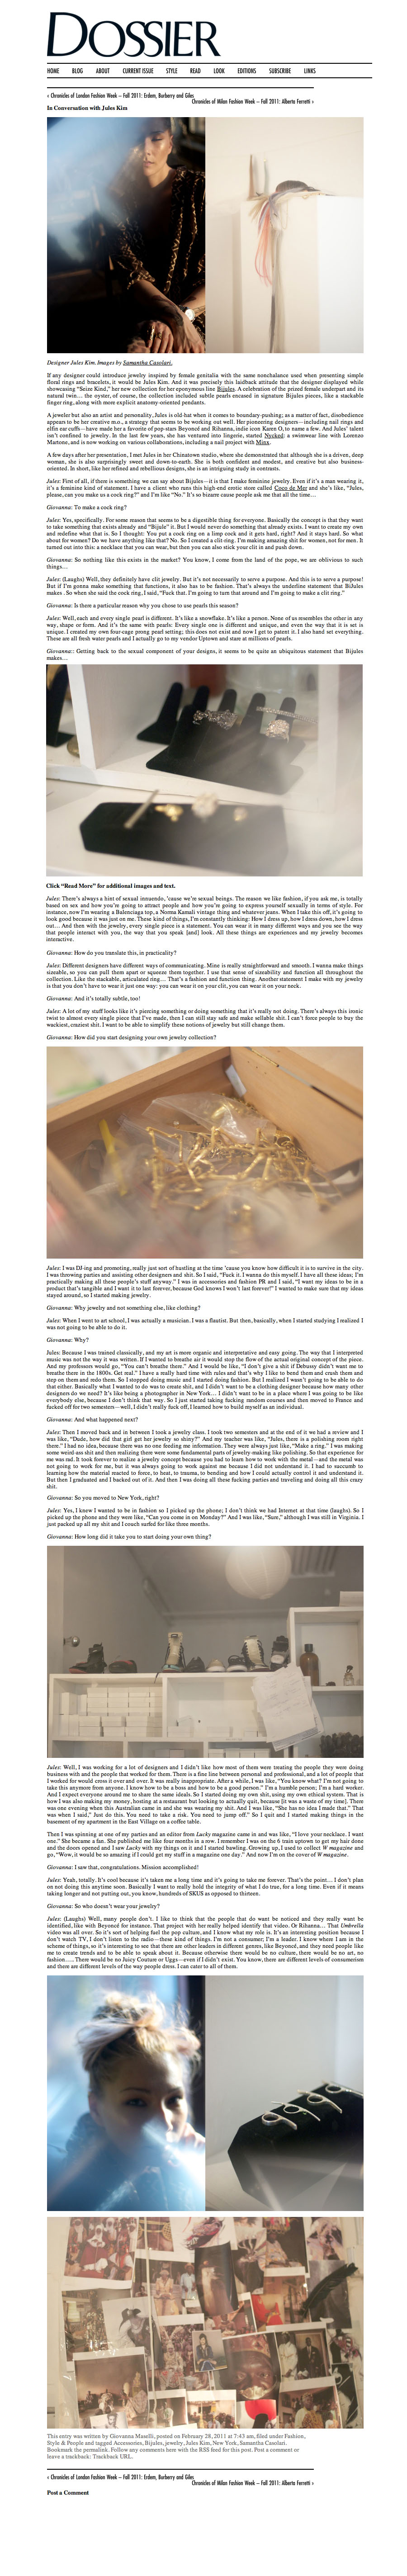 DOSSIER
HOME BLOG ABOUT CURRENT ISSUE STYLE READ LOOK EDITIONS SUBSCRIBE LINKS
« Chronicles of London Fashion Week – Fall 2011: Erdem, Burberry and Giles
Chronicles of Milan Fashion Week – Fall 2011: Alberta Ferretti »
In Conversation with Jules Kim
Designer Jules Kim. Images by Samantha Casolari.
If any designer could introduce jewelry inspired by female genitalia with the same nonchalance used when presenting simple
floral rings and bracelets, it would be Jules Kim. And it was precisely this laidback attitude that the designer displayed while
showcasing “Seize Kind,” her new collection for her eponymous line Bijules. A celebration of the prized female underpart and its
natural twin… the oyster, of course, the collection included subtle peada­encased in signature Bijules pieces, like a stackable
finger ring, along with more explicit anatomy-oriented pendants.
A jeweler but also an artist and personality, Jules is old-hat when it comes to boundary-pushing; as a matter of fact, disobedience
appears to be her creative m.o., a strategy that seems to be working out well. Her pioneering designers—including nail rings and
elfin ear cuffs—have made her a favorite of pop-stars Beyoncé and Rihanna, indie icon Karen O, to name a few. And Jules’ talent
isn’t confined to jewelry. In the last few years, she has ventured into lingerie, started Nycked: a swimwear line with Lorenzo
Martone, and is now working on various collaborations, including a nail project with Minx.
A few days after her presentation, I met Jules in her Chinatown studio, where she demonstrated that although she is a driven, deep
woman, she is also surprisingly sweet and down-to-earth. She is both confident and modest, and creative but also business-
oriented. In short, like her refined and rebellious designs, she is an intriguing study in contrasts.
Jules: First of all, if there is something we can say about Bijules—it is that I make feminine jewelry. Even if it’s a man wearing it,
it’s a feminine kind of statement. I have a client who runs this high-end erotic store called Coco de Mer and she’s like, “Jules,
please, can you make us a cock ring?” and I’m like “No.” It’s so bizarre cause people ask me that all the time…
Giovanna: To make a cock ring?
Jules: Yes, specifically. For some reason that seems to be a digestible thing for everyone. Basically the concept is that they want
me to take something that exists already and “Bijule” it. But I would never do something that already exists. I want to create my own
and redefine what is. So I thought: You put a cock ring on a limp cock and it gets hard, right? And it stays hard. So what
about for women? Do we have anything like that? No. So I created a clit-ring. I’m making amazing shit for women, not for men. It
turned out into this: a necklace that you can wear, but then you can also stick your clit in and push down.
Giovanna: So nothing like this exists in the market? You know, I come from the land of the pope, we are oblivious to such
things…
Jules: (Laughs) Well, they definitely have clit jewelry. But it’s not necessarily to serve a purpose. And this is to serve a purpose!
But if I’m gonna make something that functions, it also has to be fashion. That’s always the underline statement that BiJules
makes . So when she said the cock ring, I said, “Fuck that. I’m going to turn that around and I’m going to make a clit ring.”
Giovanna: Is then a particular reason why you chose to use pearls this season?
Jules: Well, each and every single pearl is different. It’s like a snowflake. It’s like a person. None of us resembles the other in any
way, shape or form. And it’s the same with pearls: Every single one is different and unique, and even the way that it is set is
unique. I created my own four-eage prong pearl setting; this does not exist and now I get to patent it. I also hand set everything.
These are all fresh water pearls and I actually go to my vendor Uptown and stare at millions of pearls.
Giovanna:: Getting back to the sexual component of your designs, it seems to be quite an ubiquitous statement that Bijules
makes…
Click “Read More” for additional images and text.
Jules: There’s always a hint of sexual innuendo, ‘cause we’re sexual beings. The reason we like fashion, if you ask me, is totally
based on sex and how you’re going to attract people and how you’re going to express yourself sexually in terms of style. For
instance, now I’m wearing a Balenciaga top, a Norma Kamali vintage thing and whatever jeans. When I take this off, it’s going to
look good because it was just on me. These kind of things, I’m constantly thinking: How I dress up, how I dress down, how I dress
out… And then with the jewelry, every single piece is a statement. You can wear it in many different ways and you see the way
that people interact with you, the way that you speak [and] look. All these things are experiences and my jewelry becomes
interactive.
Giovanna: How do you translate this, in practicality?
Jules: Different designers have different ways of communicating. Mine is really straightforward and smooth. I wanna make things
sizeable, so you can pull them apart or squeeze them together. I use that sense of sizeability and function all throughout the
collection. Like the stackable, articulated ring… That’s a fashion and function thing. Another statement I make with my jewelry
is that you don’t have to wear it just one way: you can wear it on your clit, you can wear it on your neck.
Giovanna: And it’s totally subtle, too!
Jules: A lot of my stuff looks like it’s piercing something or doing something that it’s really not doing. There’s always this ironic
twist to almost every single piece that I’ve made, then I can still stay safe and make sellable shit. I can’t force people to buy the
wackiest, craziest shit. I want to be able to simplify these notions of jewelry but still change them.
Giovanna: How did you start designing your own jewelry collection?
Jules: I was DJ-ing and promoting, really just sort of hustling at the time ‘cause you know how difficult it is to survive in the city.
I was throwing parties and assisting other designers and shit. So I said, “Fuck it. I wanna do this myself. I have all these ideas; I’m
practically making all these people’s stuff anyway.” I was in accessories and fashion PR and I said, “I want my ideas to be in a
product that’s tangible and I want it to last forever, because God knows I won’t last forever!” I wanted to make sure that my ideas
stayed around, so I started making jewelry.
Giovanna: Why jewelry and not something else, like clothing?
Jules: When I went to art school, I was actually a musician. I was a flautist. But then, basically, when I started studying I realized I
was not going to be able to do it.
Giovanna: Why?
Jules: Because I was trained classically, and my art is more organic and interpretative and easy going. The way that I interpreted
music was not the way it was written. If I wanted to breathe air it would stop the flow of the actual original concept of the piece.
And my professors would go, “You can’t breathe there.” And I would be like, “I don’t give a shit if Debussy didn’t want me to
breathe there in the 1800s. Get real.” I have a really hard time with rules and that’s why I like to bend them and crush them and
step on them and redo them. So I stopped doing music and I started doing fashion. But I realized I wasn’t going to be able to do
that either. Basically what I wanted to do was to create shit, and I didn’t want to be a clothing designer because how many other
designers do we need? It’s like being a photographer in New York… I didn’t want to be in a place where I was going to be like
everybody else, because I don’t think that way. So I just started taking fucking random courses and then moved to France and
fucked off for two semesters—well, I didn’t really fuck off, I learned how to build myself as an individual.
Giovanna: And what happened next?
Jules: Then I moved back and in between I took a jewelry class. I took two semesters and at the end of it we had a review and I
was like, “Dude, how did that girl get her jewelry so shiny?” And my teacher was like, “Jules, there is a polishing room right
there.” I had no idea, because there was no one feeding me information. They were always just like, “Make a ring.” I was making
some weird-ass shit and then realizing there were some fundamental parts of jewelry-making like polishing. So that experience for
me was rad. It took forever to realize a jewelry concept because you had to learn how to work with the metal—and the metal was
not going to work for me, but it was always going to work against me because I did not understand it. I had to succumb to
learning how the material reacted to force, to heat, to trauma, to bending and how I could actually control it and understand it.
But then I graduated and I backed out of it. And then I was doing all these fucking parties and traveling and doing all this crazy
shit.
Giovanna: So you moved to New York, right?
Jules: Yes, I knew I wanted to be in fashion so I picked up the phone; I don’t think we had Internet at that time (laughs). So I
picked up the phone and they were like, “Can you come in on Monday?” And I was like, “Sure,” although I was still in Virginia. I
just packed up all my shit and I couch surfed for like three months.
Giovanna: How long did it take you to start doing your own thing?
Jules: Well, I was working for a lot of designers and I didn’t like how most of them were treating the people they were doing
business with and the people that worked for them. There is a fine line between personal and professional, and a lot of people that
I worked for would cross it over and over. It was really inappropriate. After a while, I was like, “You know what? I’m not going to
take this anymore from anyone. I know how to be a boss and how to be a good person.” I’m a humble person; I’m a hard worker.
And I expect everyone around me to share the same ideals. So I started doing my own shit, using my own ethical system. That is
how I was also making my money, hosting at a restaurant but looking to actually quit, because [it was a waste of my time]. There
was one evening when this Australian came in and she was wearing my shit. And I was like, “She has no idea I made that.” That
was when I said,” Just do this. You need to take a risk. You need to jump off.” So I just quit and started making stuff in the
basement of my apartment in the East Village on a coffee table.
Then I was spinning at one of my parties and an editor from Lucky magazine came in and was like, “I love your necklace. I want
one.” She became a fan. She published me like four months in a row. I remember I was on the 6 train uptown to get my hair done
and the doors opened and I saw Lucky with my things on it and I started bawling. Growing up, I used to collect W magazine and
go, “Wow, it would be so amazing if I could get my stuff in a magazine one day.” And now I’m on the cover of W magazine.
Giovanna: I saw that, congratulations. Mission accomplished.
Jules: Yeah, totally. It’s cool because it’s taken me a long time and it’s going to take me forever. That’s the point… I don’t plan
on not doing this anytime soon. Basically I want to really hold the integrity of what I do true, for a long time. Even if it means
taking longer and not putting out, you know, hundreds of SKUS as opposed to thirteen.
Giovanna: So who doesn’t wear your jewelry?
Jules: (Laughs) Well, many people don’t. I like to think that the people that do want be noticed and they really want be
identified, like with Beyoncé for instance. That project with her really helped identify that video. Or Rihanna… That Umbrella
video was all over. So it’s sort of helping fuel the pop culture, and I know that my role is. It’s an interesting position because I
don’t watch TV, I don’t listen to the radio—these kind of things. I’m not a consumer; I’m a leader. I know where I am in the
scheme of things, so it’s interesting to see that there are other leaders in different genres, like Beyoncé, and they need people like
me to create trends and to be able to speak about it. Because otherwise there would be no culture, there would be no art, no
fashion…. There would be no Juicy Couture or Uggs—even if I didn’t exist. You know, there are different levels of consumerism
and there are different levels of the way people dress. I can cater to all of them.
This entry was written by Giovanna Maselli, posted on February 28, 2011 at 7:43 am, filed under Fashion,
Style & People and tagged Accessories, Bijules, jewelry, Jules Kim, New York, Samantha Casolari.
Bookmark the permalink. Follow any comments here with the RSS feed for this post. Post a comment or
leave a trackback: Trackback URL.
« Chronicles of London Fashion Week – Fall 2011: Erdem, Burberry and Giles
Chronicles of Milan Fashion Week – Fall 2011: Alberta Ferretti »
Post a Comment